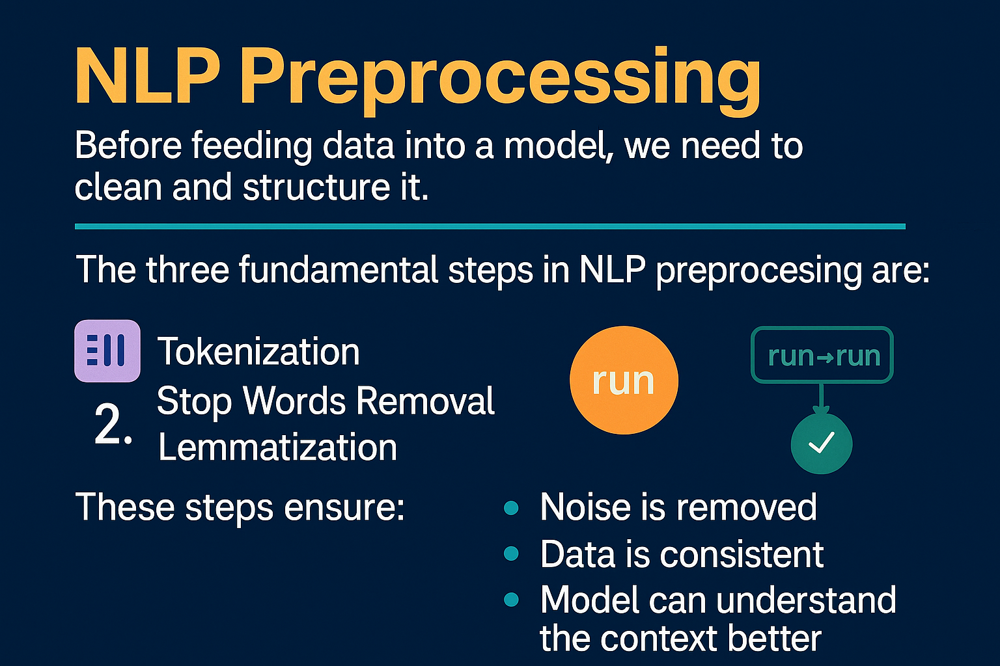 NLP Preprocessing
Before feeding data into a model, we need to
clean and structure it.
The three fundamental steps in NLP preprocesing are:
Tokenization
2. Stop Words Removal
Lemmatization
run
run→run
These steps ensure:
• Noise is removed
• Data is consistent
• Model can understand
the context better